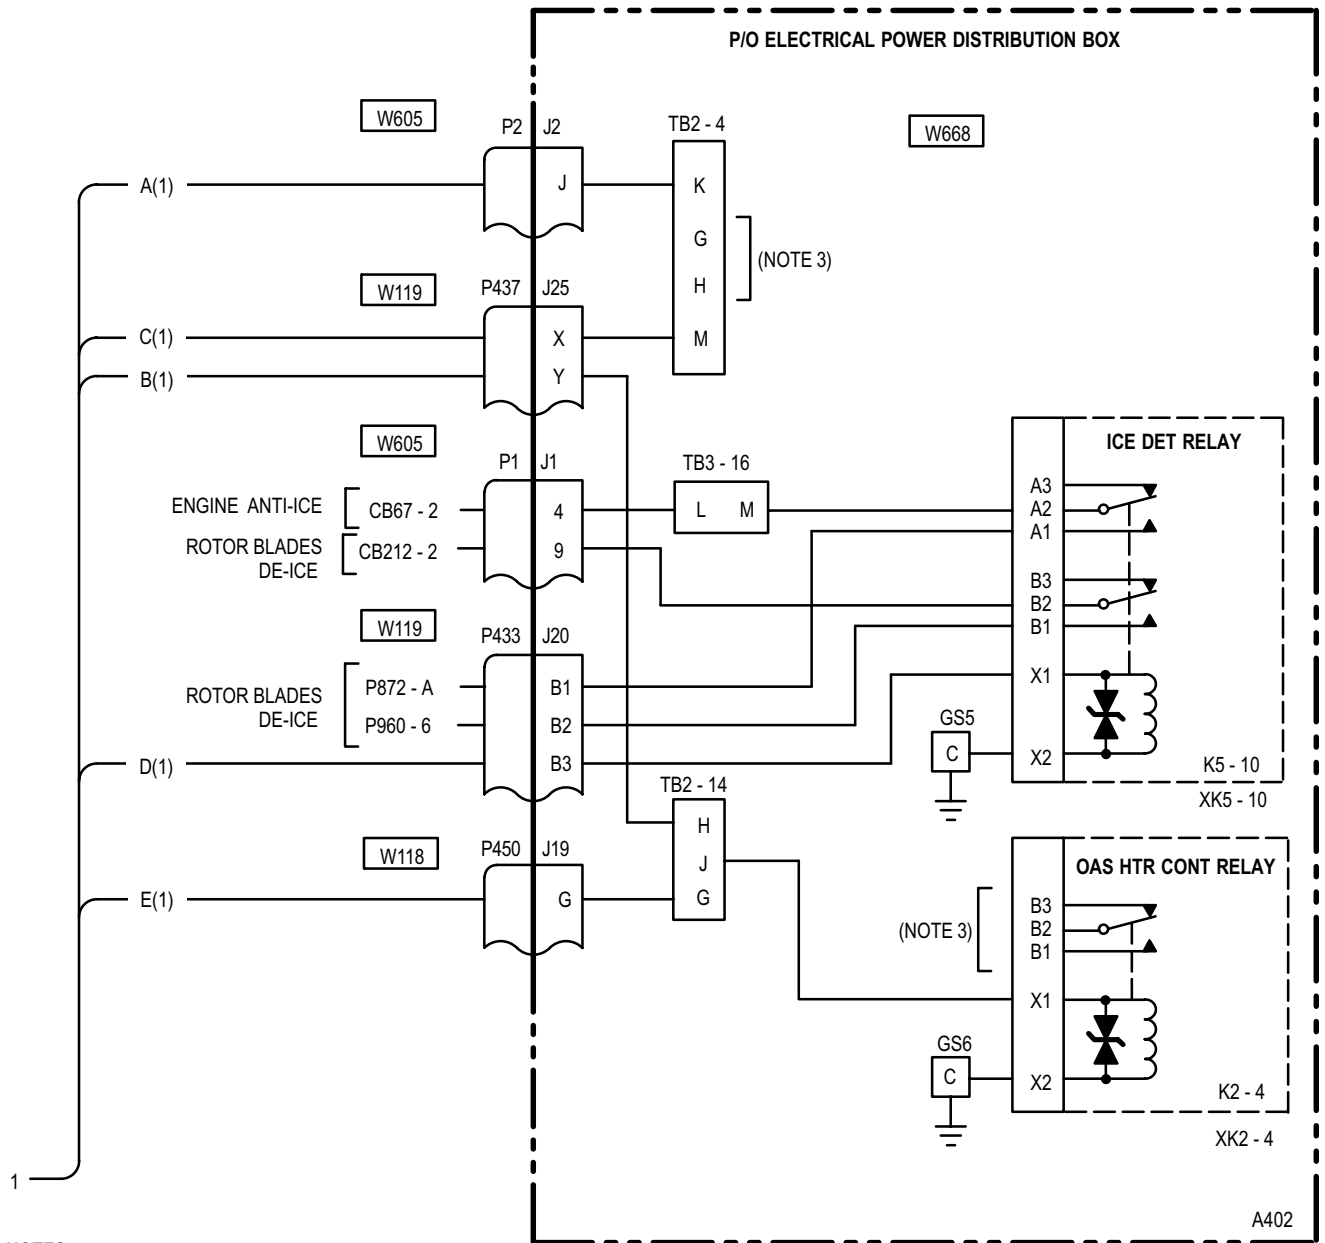 P/O ELECTRICAL POWER DISTRIBUTION BOX
W605
P2 J2
TB2 - 4
W668
A(1)
J
K
G
(NOTE 3)
H
W119
P437 J25
C(1)
X
M
B(1)
Y
W605
P1 J1
TB3 - 16
ICE DET RELAY
ENGINE ANTI-ICE
CB67 - 2
4
L M
A3
A2
A1
ROTOR BLADES
DE-ICE
CB212 - 2
9
B3
B2
B1
W119
P433 J20
ROTOR BLADES
DE-ICE
P872 - A
B1
P960 - 6
B2
X1
GS5
C
X2
D(1)
B3
K5 - 10
XK5 - 10
TB2 - 14
H
J
G
W118
P450 J19
E(1)
G
OAS HTR CONT RELAY
(NOTE 3)
B3
B2
B1
X1
GS6
C
X2
K2 - 4
XK2 - 4
1
A402